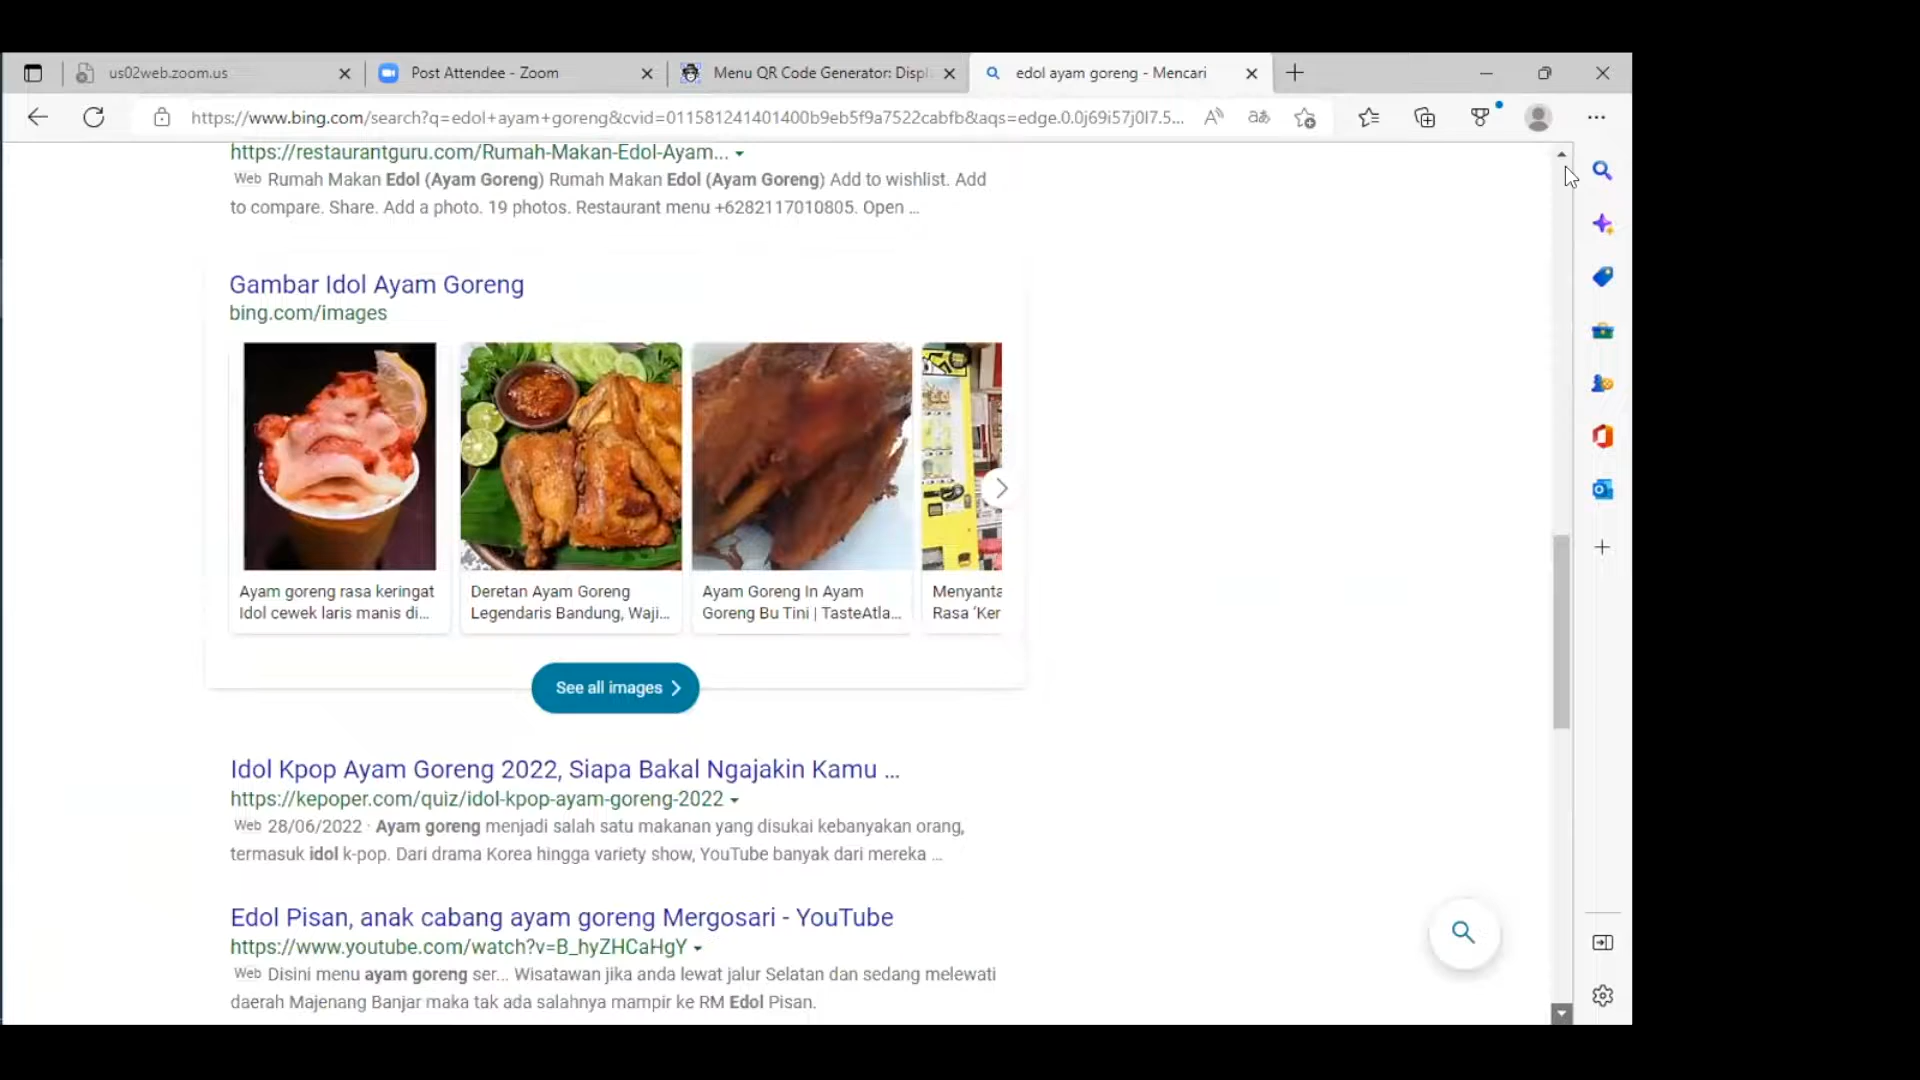 us02web.zoom.us
Post Attendee - Zoom
Menu QR Code Generator: Displ
edol ayam goreng - Mencari
https://www.bing.com/search?q=edol+ayam+goreng&cvid=011581241401400b9eb5f9a7522cabfb&aqs=edge.0.0j69i57j0l7.5...
https://restaurantguru.com/Rumah-Makan-Edol-Ayam...
Web Rumah Makan Edol (Ayam Goreng) Rumah Makan Edol (Ayam Goreng) Add to wishlist. Add
to compare. Share. Add a photo. 19 photos. Restaurant menu +6282117010805. Open ...
Gambar Idol Ayam Goreng
bing.com/images
Ayam goreng rasa keringat
Idol cewek laris manis di...
Deretan Ayam Goreng
Legendaris Bandung, Waji...
Ayam Goreng In Ayam
Goreng Bu Tini | TasteAtla...
Menyanta
Rasa ‘Ker
See all images
Idol Kpop Ayam Goreng 2022, Siapa Bakal Ngajakin Kamu ...
https://kepoper.com/quiz/idol-kpop-ayam-goreng-2022
Web 28/06/2022 · Ayam goreng menjadi salah satu makanan yang disukai kebanyakan orang,
termasuk idol k-pop. Dari drama Korea hingga variety show, YouTube banyak dari mereka ...
Edol Pisan, anak cabang ayam goreng Mergosari - YouTube
https://www.youtube.com/watch?v=B_hyZHCaHgY
Web Disini menu ayam goreng ser... Wisatawan jika anda lewat jalur Selatan dan sedang melewati
daerah Majenang Banjar maka tak ada salahnya mampir ke RM Edol Pisan.